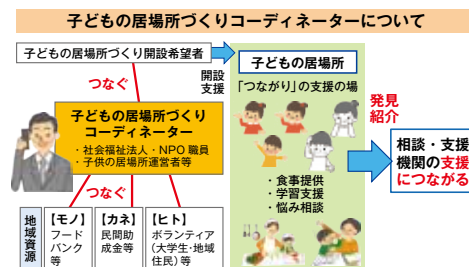 子どもの居場所づくりコーディネーターについて
子どもの居場所づくり開設希望者
開設
支援
つなぐ
子どもの居場所づくり
コーディネーター
・社会福祉法人・NPO 職員
・子供の居場所運営者等
つなぐ
地域資源
【モノ】
フード
バンク
等
【カネ】
民間助
成金等
【ヒト】
ボランティア
(大学生・地域
住民)等
子どもの居場所
「つながり」の支援の場
・食事提供
・学習支援
・悩み相談
発見
紹介
相談・支援
機関の支援
につながる